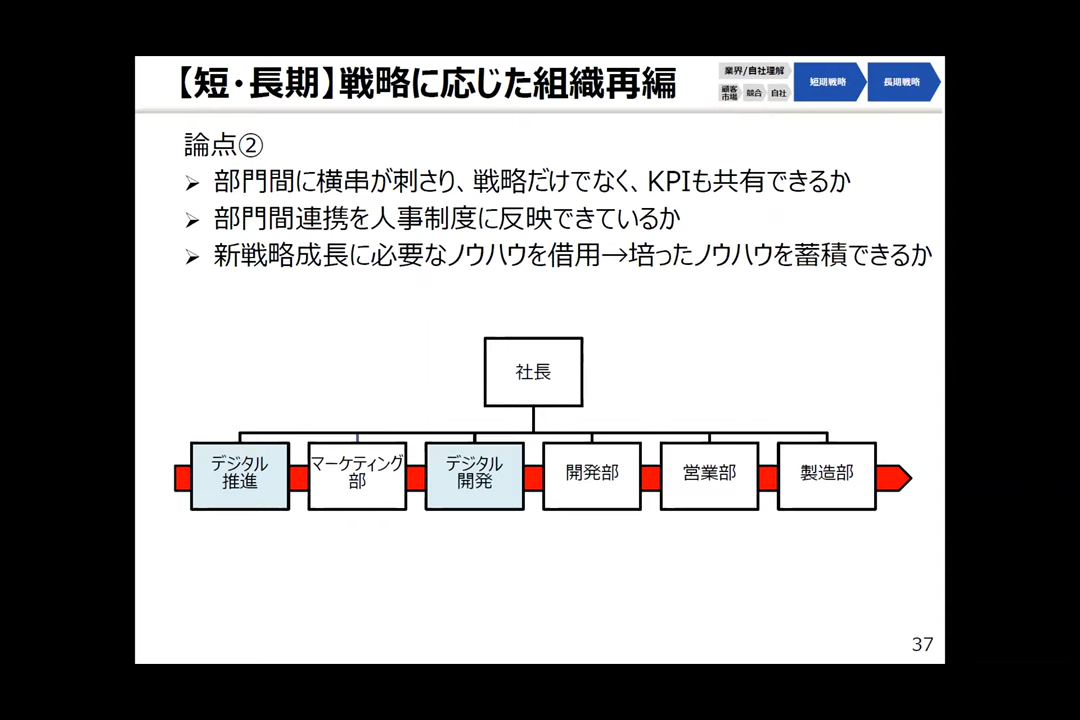 【短・長期】戦略に応じた組織再編
業界/自社理解
顧客
市場
競合
自社
短期戦略
長期戦略
論点②
➢ 部門間に横串が刺さり、戦略だけでなく、KPIも共有できるか
➢ 部門間連携を人事制度に反映できているか
➢ 新戦略成長に必要なノウハウを借用→培ったノウハウを蓄積できるか
社長
デジタル
推進
マーケティング
部
デジタル
開発
開発部
営業部
製造部
37